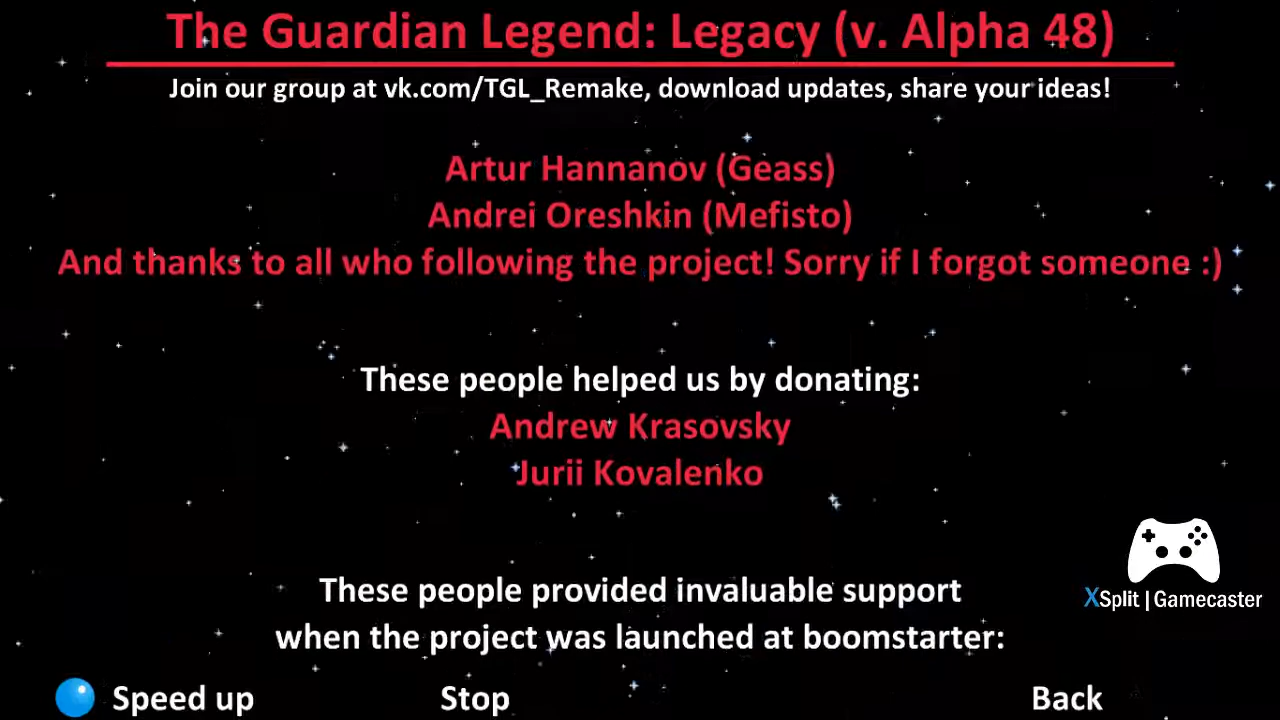 The Guardian Legend: Legacy (v. Alpha 48)
Join our group at vk.com/TGL_Remake, download updates, share your ideas!
Artur Hannanov (Geass)
Andrei Oreshkin (Mefisto)
And thanks to all who following the project! Sorry if I forgot someone :)
These people helped us by donating:
Andrew Krasovsky
Jurii Kovalenko
These people provided invaluable support
when the project was launched at boomstarter:
XSplit | Gamecaster
Speed up Stop Back